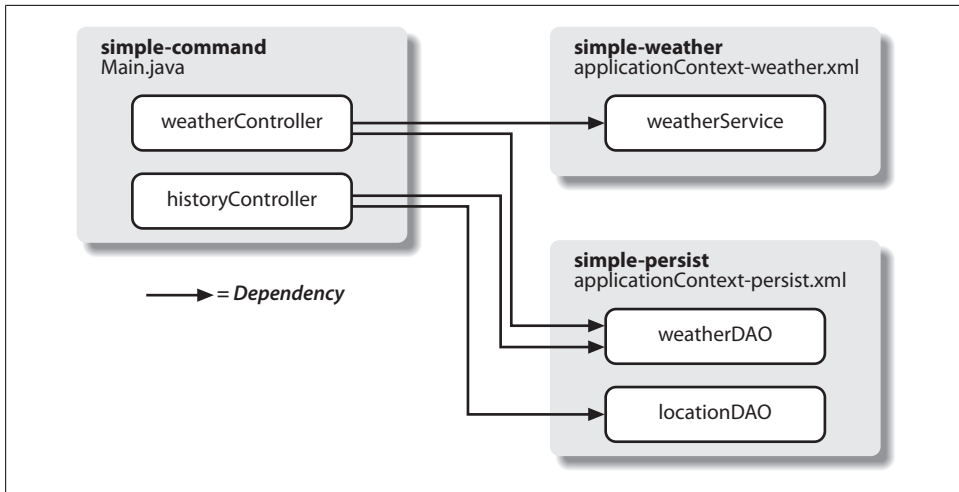 simple-command
Main.java
weatherController
historyController
= Dependency
simple-weather
applicationContext-weather.xml
weatherService
simple-persist
applicationContext-persist.xml
weatherDAO
locationDAO